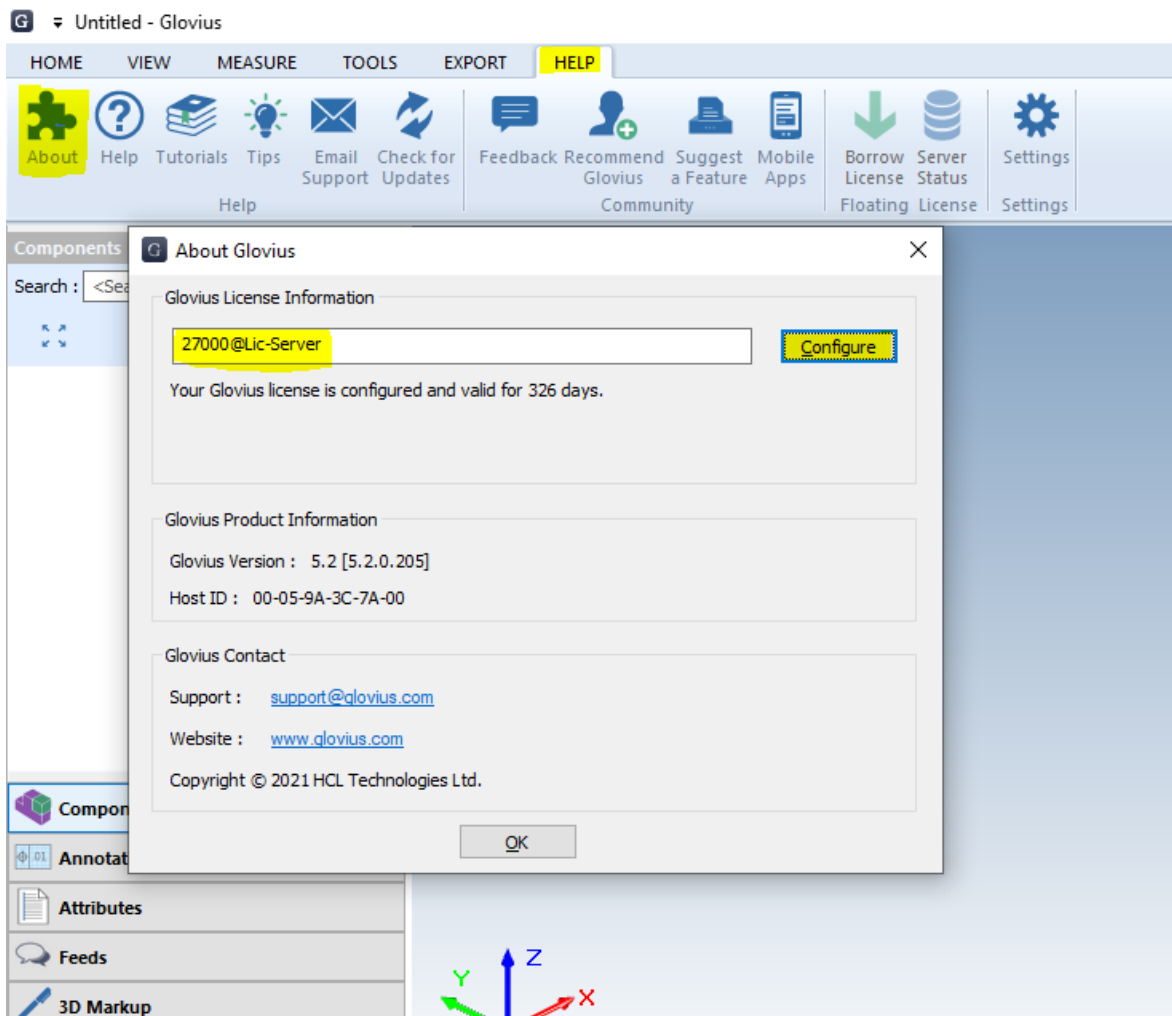 G Untitled - Glovius
HOME VIEW MEASURE TOOLS EXPORT HELP
About Help Tutorials Tips Email Support Check for Updates
Help
Feedback Recommend Glovius Suggest a Feature Mobile Apps
Community
Borrow License Server Status
Floating License
Settings
Settings
Components
Search : <Sea
G About Glovius
Glovius License Information
27000@Lic-Server Configure
Your Glovius license is configured and valid for 326 days.
Glovius Product Information
Glovius Version : 5.2 [5.2.0.205]
Host ID : 00-05-9A-3C-7A-00
Glovius Contact
Support : support@glovius.com
Website : www.glovius.com
Copyright © 2021 HCL Technologies Ltd.
OK
Compon
.01 Annotat
Attributes
Feeds
3D Markup
Z
Y
X